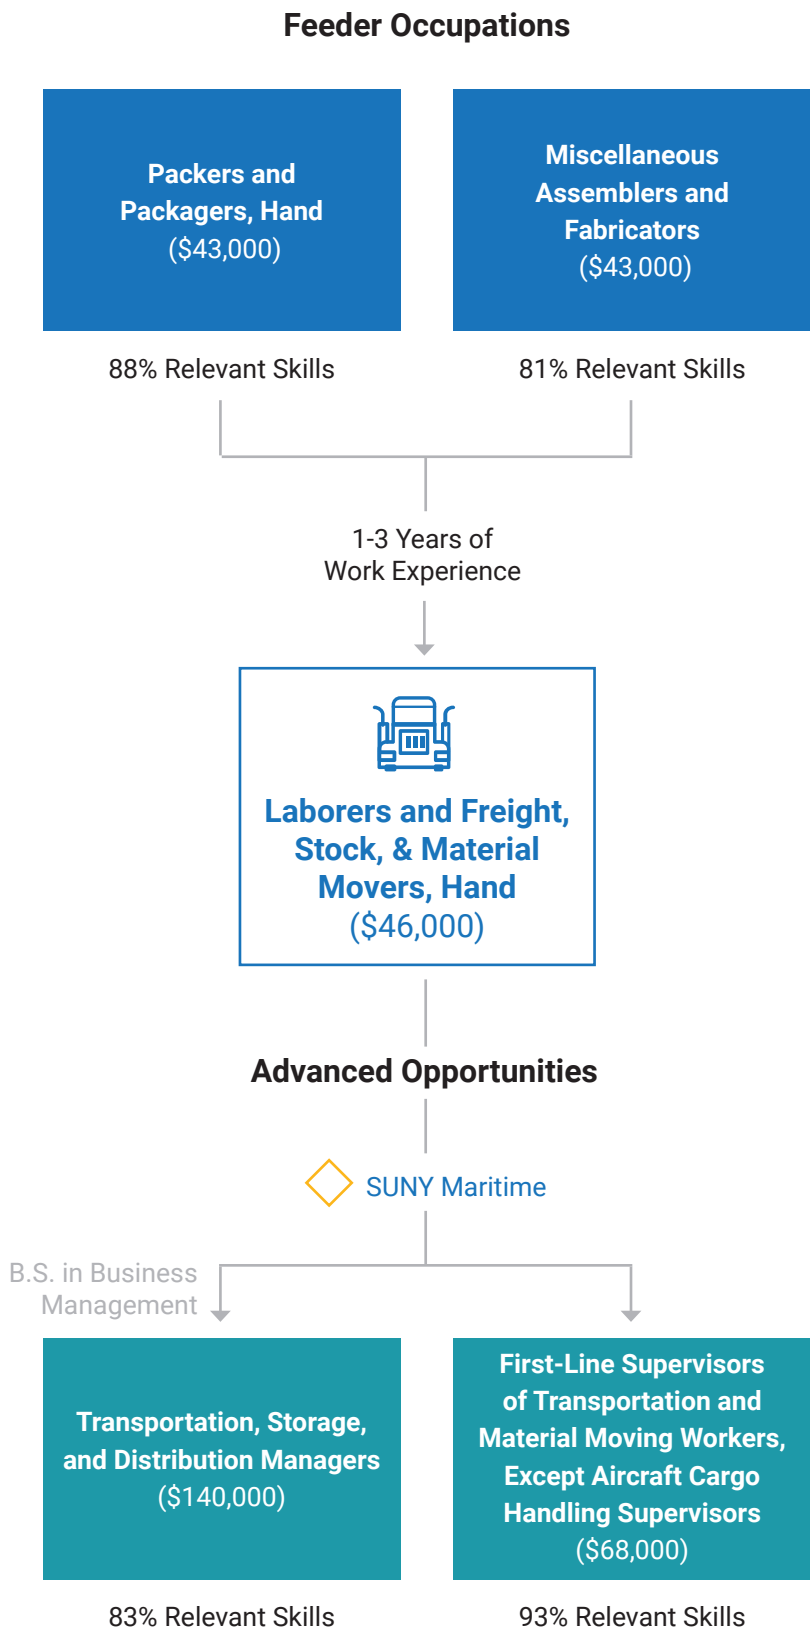 Feeder Occupations
Packers and
Packagers, Hand
($43,000)
88% Relevant Skills
Miscellaneous
Assemblers and
Fabricators
($43,000)
81% Relevant Skills
1-3 Years of
Work Experience
Laborers and Freight,
Stock, & Material
Movers, Hand
($46,000)
Advanced Opportunities
SUNY Maritime
B.S. in Business
Management
Transportation, Storage,
and Distribution Managers
($140,000)
83% Relevant Skills
First-Line Supervisors
of Transportation and
Material Moving Workers,
Except Aircraft Cargo
Handling Supervisors
($68,000)
93% Relevant Skills